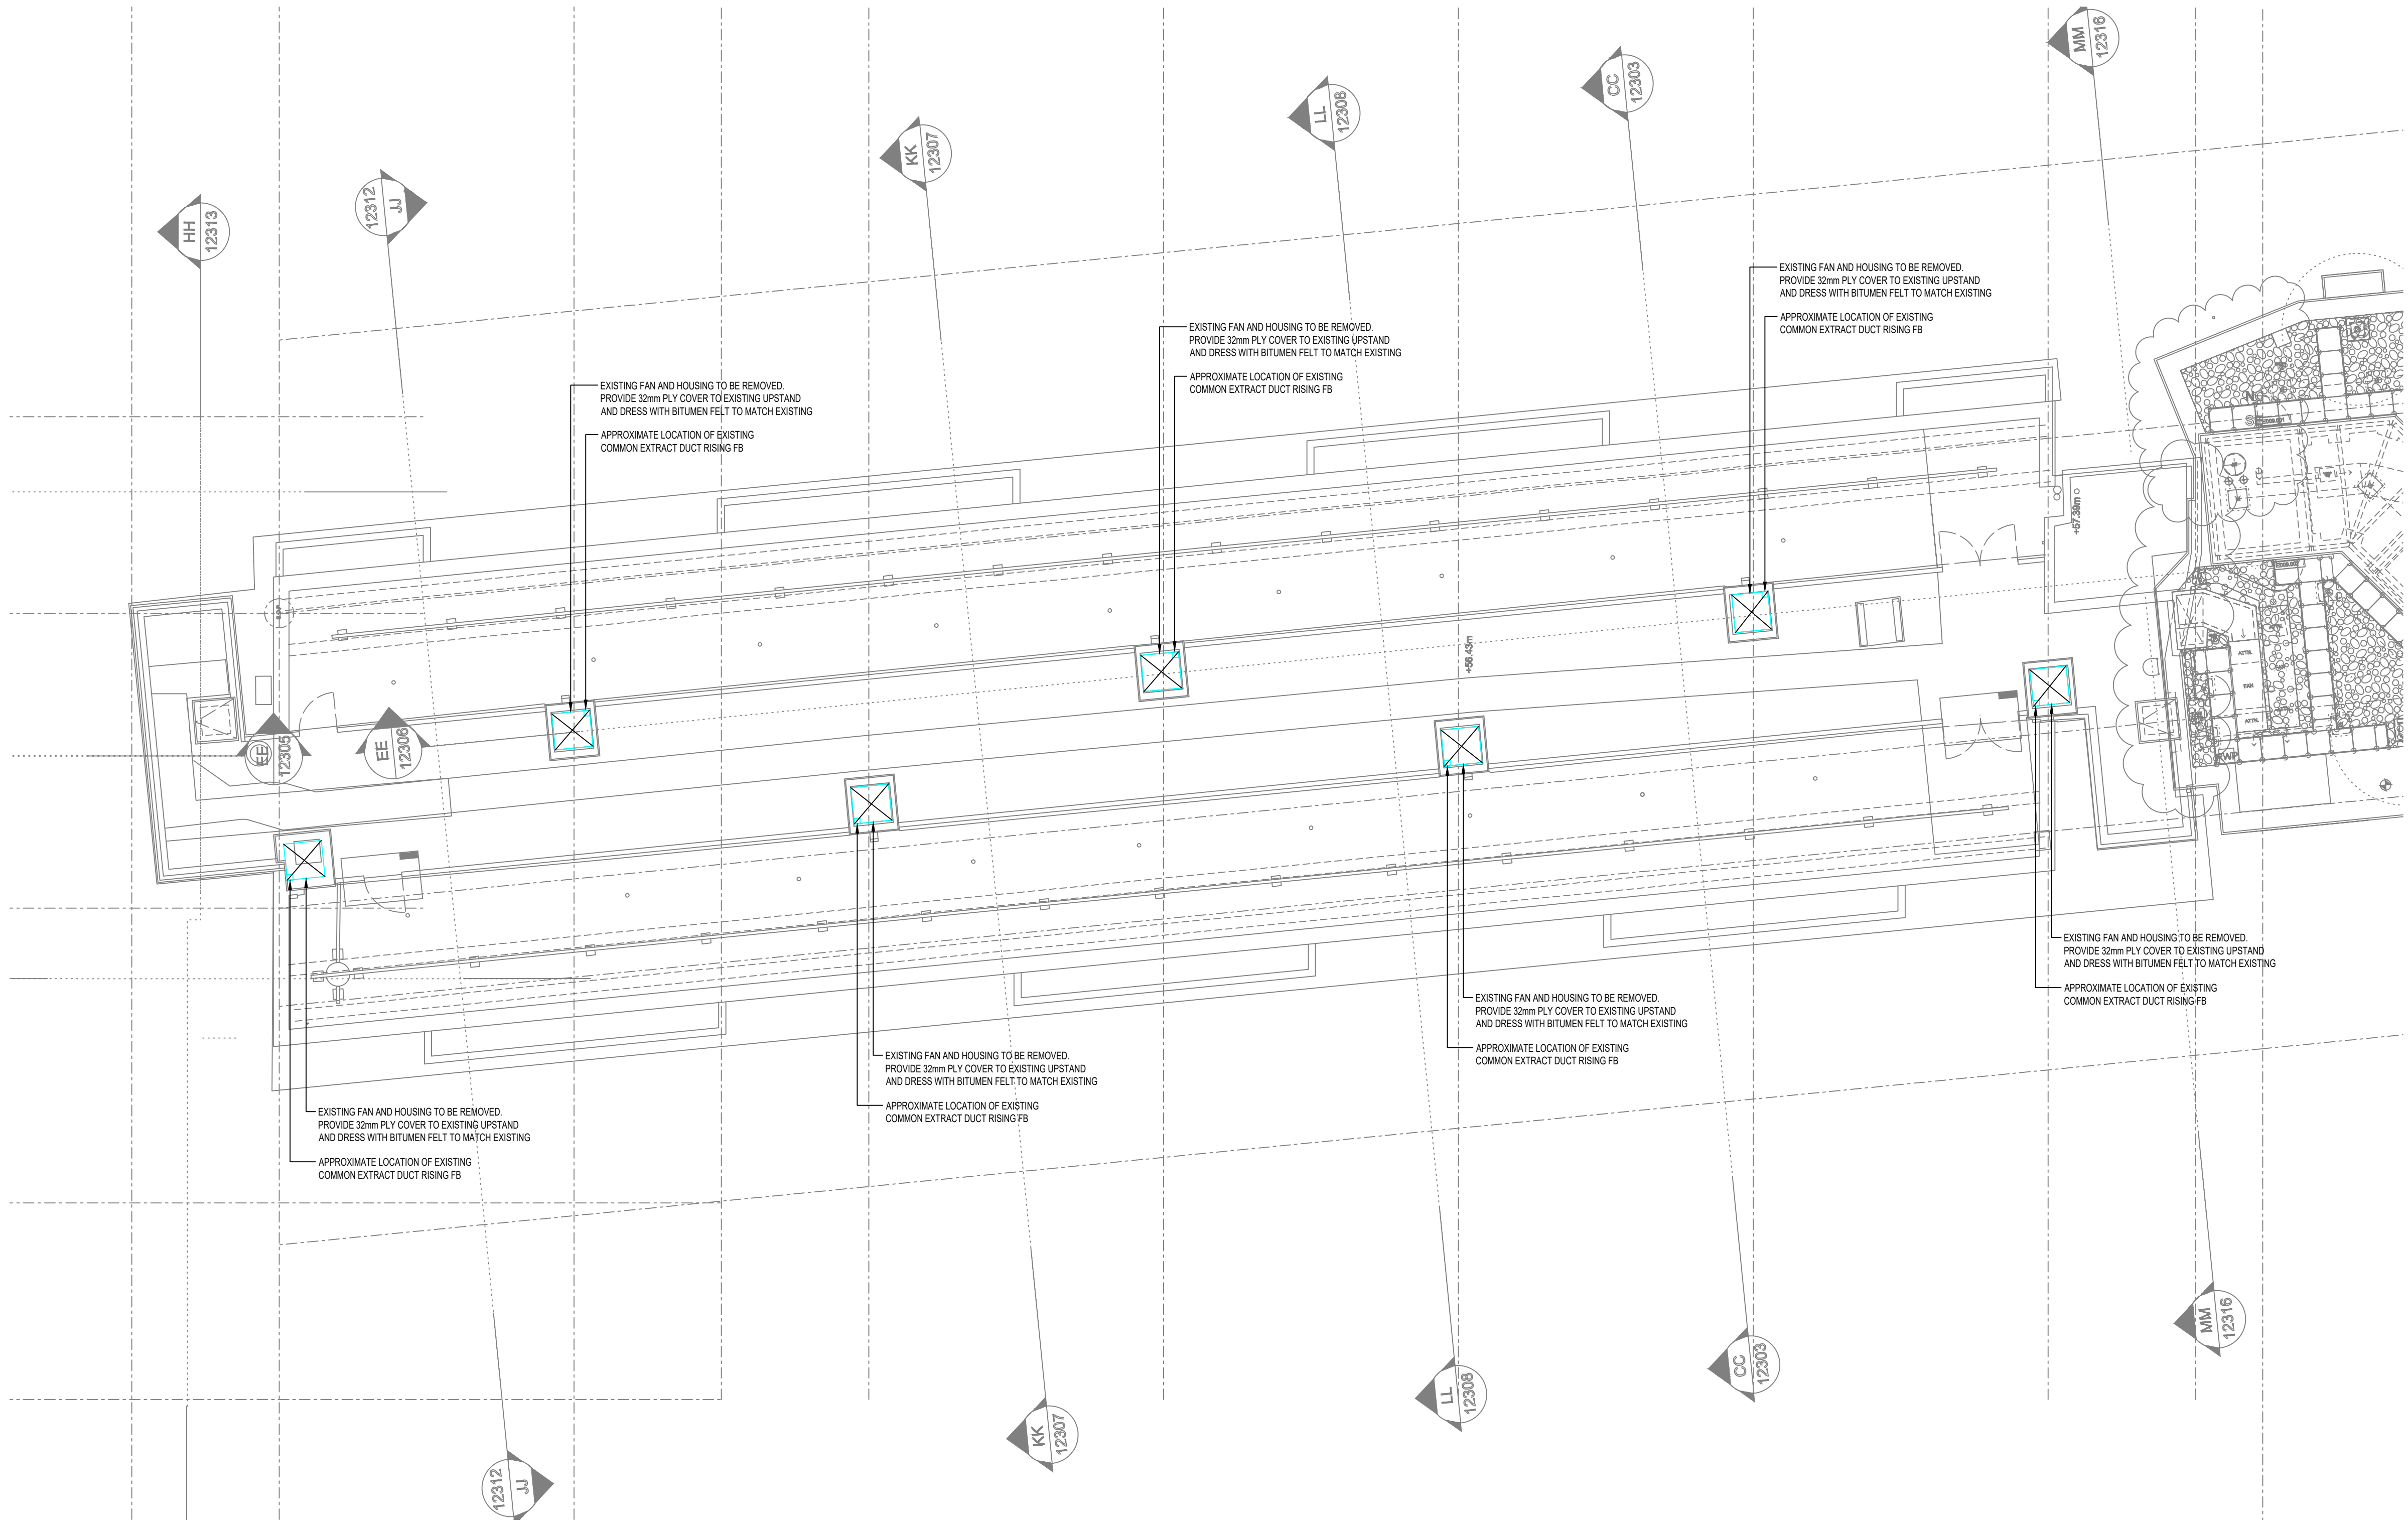 MM
12316
CC
12303
LL
12308
KK
12307
12312
JJ
HH
12313
EXISTING FAN AND HOUSING TO BE REMOVED.
PROVIDE 32mm PLY COVER TO EXISTING UPSTAND
AND DRESS WITH BITUMEN FELT TO MATCH EXISTING
APPROXIMATE LOCATION OF EXISTING
COMMON EXTRACT DUCT RISING FB
EXISTING FAN AND HOUSING TO BE REMOVED.
PROVIDE 32mm PLY COVER TO EXISTING UPSTAND
AND DRESS WITH BITUMEN FELT TO MATCH EXISTING
APPROXIMATE LOCATION OF EXISTING
COMMON EXTRACT DUCT RISING FB
EXISTING FAN AND HOUSING TO BE REMOVED.
PROVIDE 32mm PLY COVER TO EXISTING UPSTAND
AND DRESS WITH BITUMEN FELT TO MATCH EXISTING
APPROXIMATE LOCATION OF EXISTING
COMMON EXTRACT DUCT RISING FB
+57.39m
+56.43m
EE
12305
EE
12306
ATTN.
FAN
ATTN.
RWP
EXISTING FAN AND HOUSING TO BE REMOVED.
PROVIDE 32mm PLY COVER TO EXISTING UPSTAND
AND DRESS WITH BITUMEN FELT TO MATCH EXISTING
APPROXIMATE LOCATION OF EXISTING
COMMON EXTRACT DUCT RISING FB
EXISTING FAN AND HOUSING TO BE REMOVED.
PROVIDE 32mm PLY COVER TO EXISTING UPSTAND
AND DRESS WITH BITUMEN FELT TO MATCH EXISTING
APPROXIMATE LOCATION OF EXISTING
COMMON EXTRACT DUCT RISING FB
EXISTING FAN AND HOUSING TO BE REMOVED.
PROVIDE 32mm PLY COVER TO EXISTING UPSTAND
AND DRESS WITH BITUMEN FELT TO MATCH EXISTING
APPROXIMATE LOCATION OF EXISTING
COMMON EXTRACT DUCT RISING FB
EXISTING FAN AND HOUSING TO BE REMOVED.
PROVIDE 32mm PLY COVER TO EXISTING UPSTAND
AND DRESS WITH BITUMEN FELT TO MATCH EXISTING
APPROXIMATE LOCATION OF EXISTING
COMMON EXTRACT DUCT RISING FB
MM
12316
CC
12303
LL
12308
KK
12307
12312
JJ